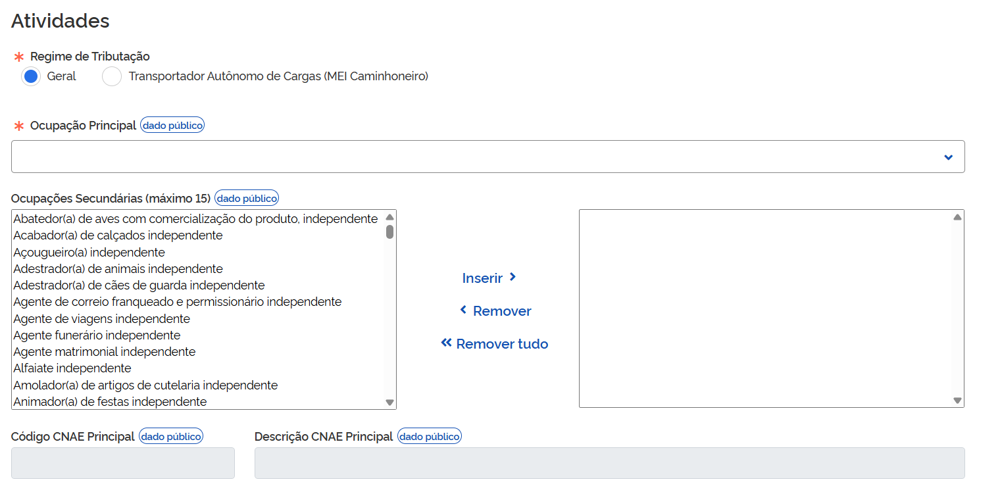 Atividades
* Regime de Tributação
Geral Transportador Autônomo de Cargas (MEI Caminhoneiro)
* Ocupação Principal dado público
Ocupações Secundárias (máximo 15) dado público
Abatedor(a) de aves com comercialização do produto, independente
Acabador(a) de calçados independente
Açougueiro(a) independente
Adestrador(a) de animais independente
Adestrador(a) de cães de guarda independente
Agente de correio franqueado e permissionário independente
Agente de viagens independente
Agente funerário independente
Agente matrimonial independente
Alfaiate independente
Amolador(a) de artigos de cutelaria independente
Animador(a) de festas independente
Inserir
Remover
Remover tudo
Código CNAE Principal dado público
Descrição CNAE Principal dado público